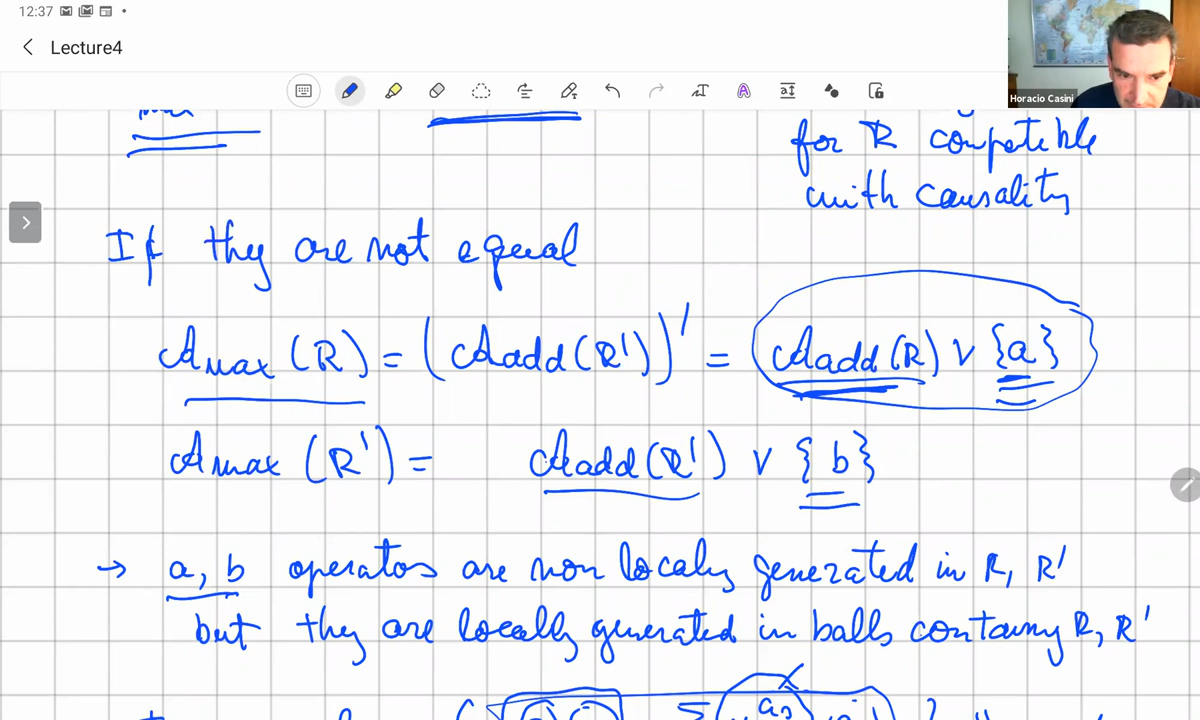 12:37
Lecture4
Horacio Casini
max
for R compatible
with causality
If they are not equal
Amax (R) = (Aadd(R'))' = Aadd(R) ∨ {a}
Amax (R') = Aadd(R') ∨ {b}
→ a, b operators are non locally generated in R, R'
but they are locally generated in balls containing R, R'